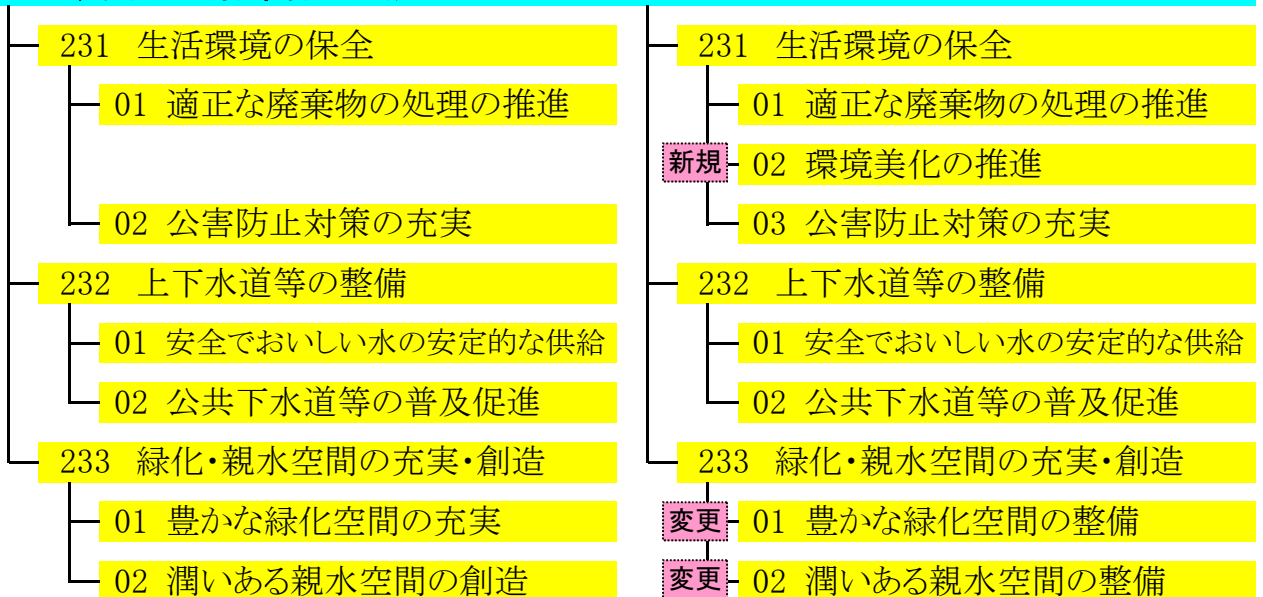 231 生活環境の保全
01 適正な廃棄物の処理の推進
02 公害防止対策の充実
232 上下水道等の整備
01 安全でおいしい水の安定的な供給
02 公共下水道等の普及促進
233 緑化・親水空間の充実・創造
01 豊かな緑化空間の充実
02 潤いある親水空間の創造
231 生活環境の保全
01 適正な廃棄物の処理の推進
新規 02 環境美化の推進
03 公害防止対策の充実
232 上下水道等の整備
01 安全でおいしい水の安定的な供給
02 公共下水道等の普及促進
233 緑化・親水空間の充実・創造
変更 01 豊かな緑化空間の整備
変更 02 潤いある親水空間の整備